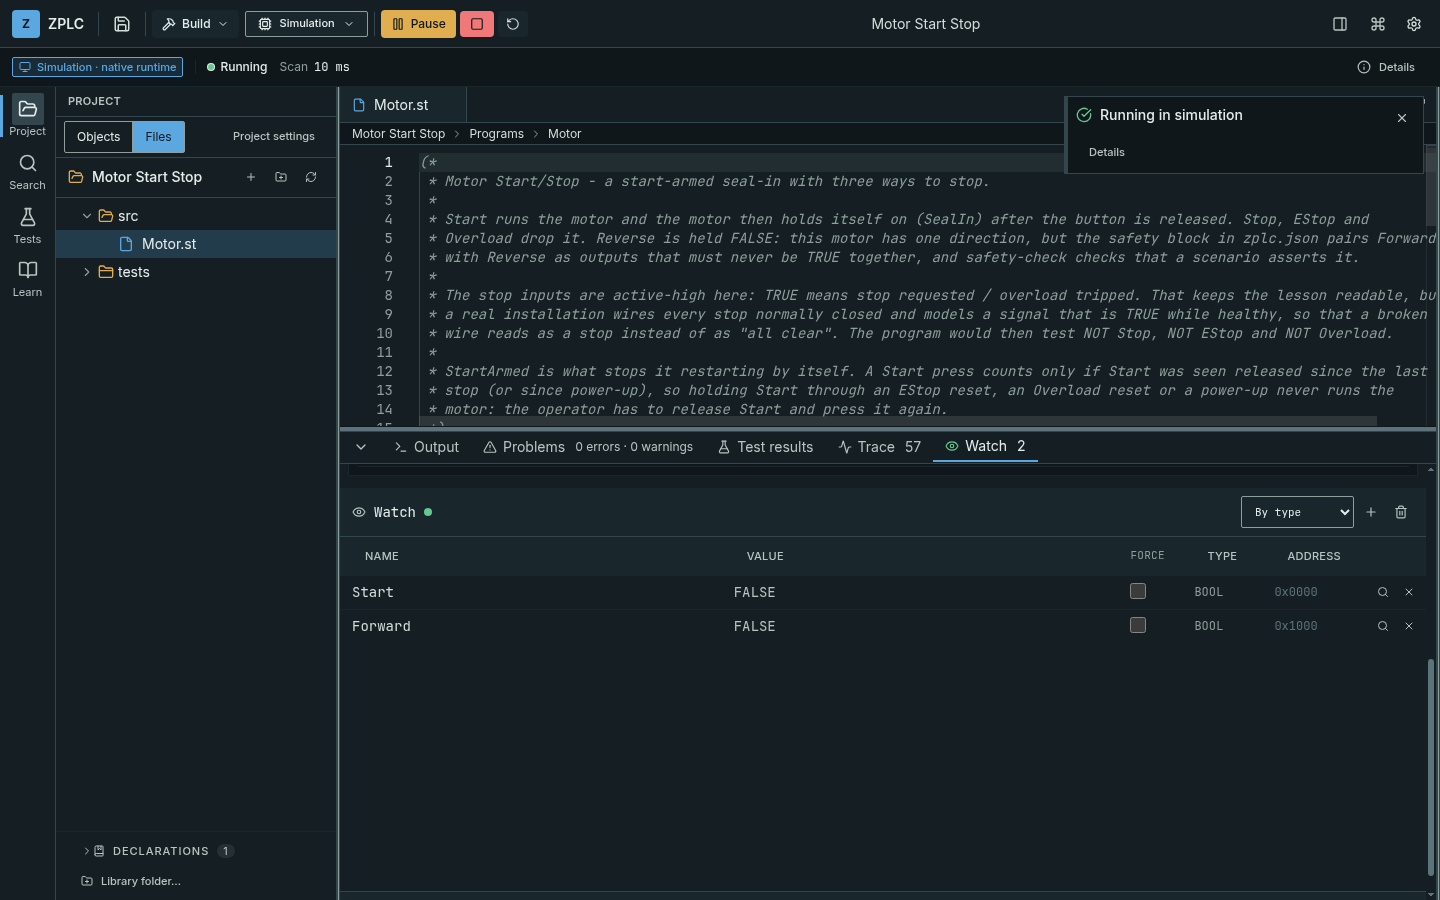 Z ZPLC Build Simulation Pause Motor Start Stop
Simulation · native runtime Running Scan 10 ms Details
PROJECT
Objects Files Project settings
Motor Start Stop
src
Motor.st
tests
DECLARATIONS 1
Library folder...
Project
Search
Tests
Learn
Motor.st
Motor Start Stop > Programs > Motor
Running in simulation
Details
1 (*
2 * Motor Start/Stop - a start-armed seal-in with three ways to stop.
3 *
4 * Start runs the motor and the motor then holds itself on (SealIn) after the button is released. Stop, EStop and
5 * Overload drop it. Reverse is held FALSE: this motor has one direction, but the safety block in zplc.json pairs Forward
6 * with Reverse as outputs that must never be TRUE together, and safety-check checks that a scenario asserts it.
7 *
8 * The stop inputs are active-high here: TRUE means stop requested / overload tripped. That keeps the lesson readable, bu
9 * a real installation wires every stop normally closed and models a signal that is TRUE while healthy, so that a broken
10 * wire reads as a stop instead of as "all clear". The program would then test NOT Stop, NOT EStop and NOT Overload.
11 *
12 * StartArmed is what stops it restarting by itself. A Start press counts only if Start was seen released since the last
13 * stop (or since power-up), so holding Start through an EStop reset, an Overload reset or a power-up never runs the
14 * motor: the operator has to release Start and press it again.
Output Problems 0 errors · 0 warnings Test results Trace 57 Watch 2
Watch By type
NAME VALUE FORCE TYPE ADDRESS
Start FALSE BOOL 0x0000
Forward FALSE BOOL 0x1000